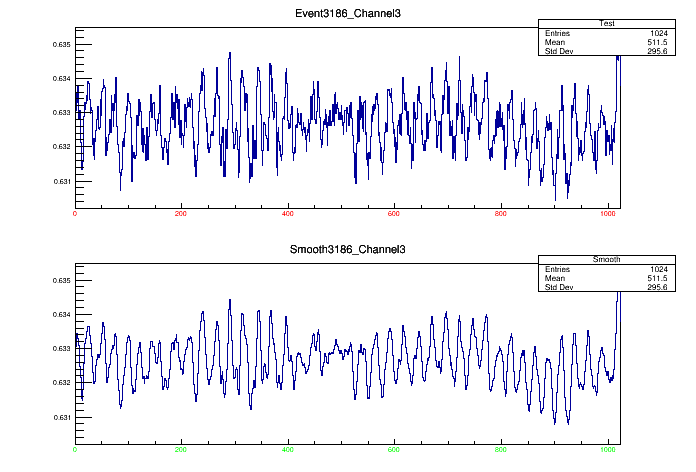 Event3186_Channel3
Test
Entries 1024
Mean 511.5
Std Dev 295.6
0.635
0.634
0.633
0.632
0.631
0 200 400 600 800 1000
Smooth3186_Channel3
Smooth
Entries 1024
Mean 511.5
Std Dev 295.6
0.635
0.634
0.633
0.632
0.631
0 200 400 600 800 1000